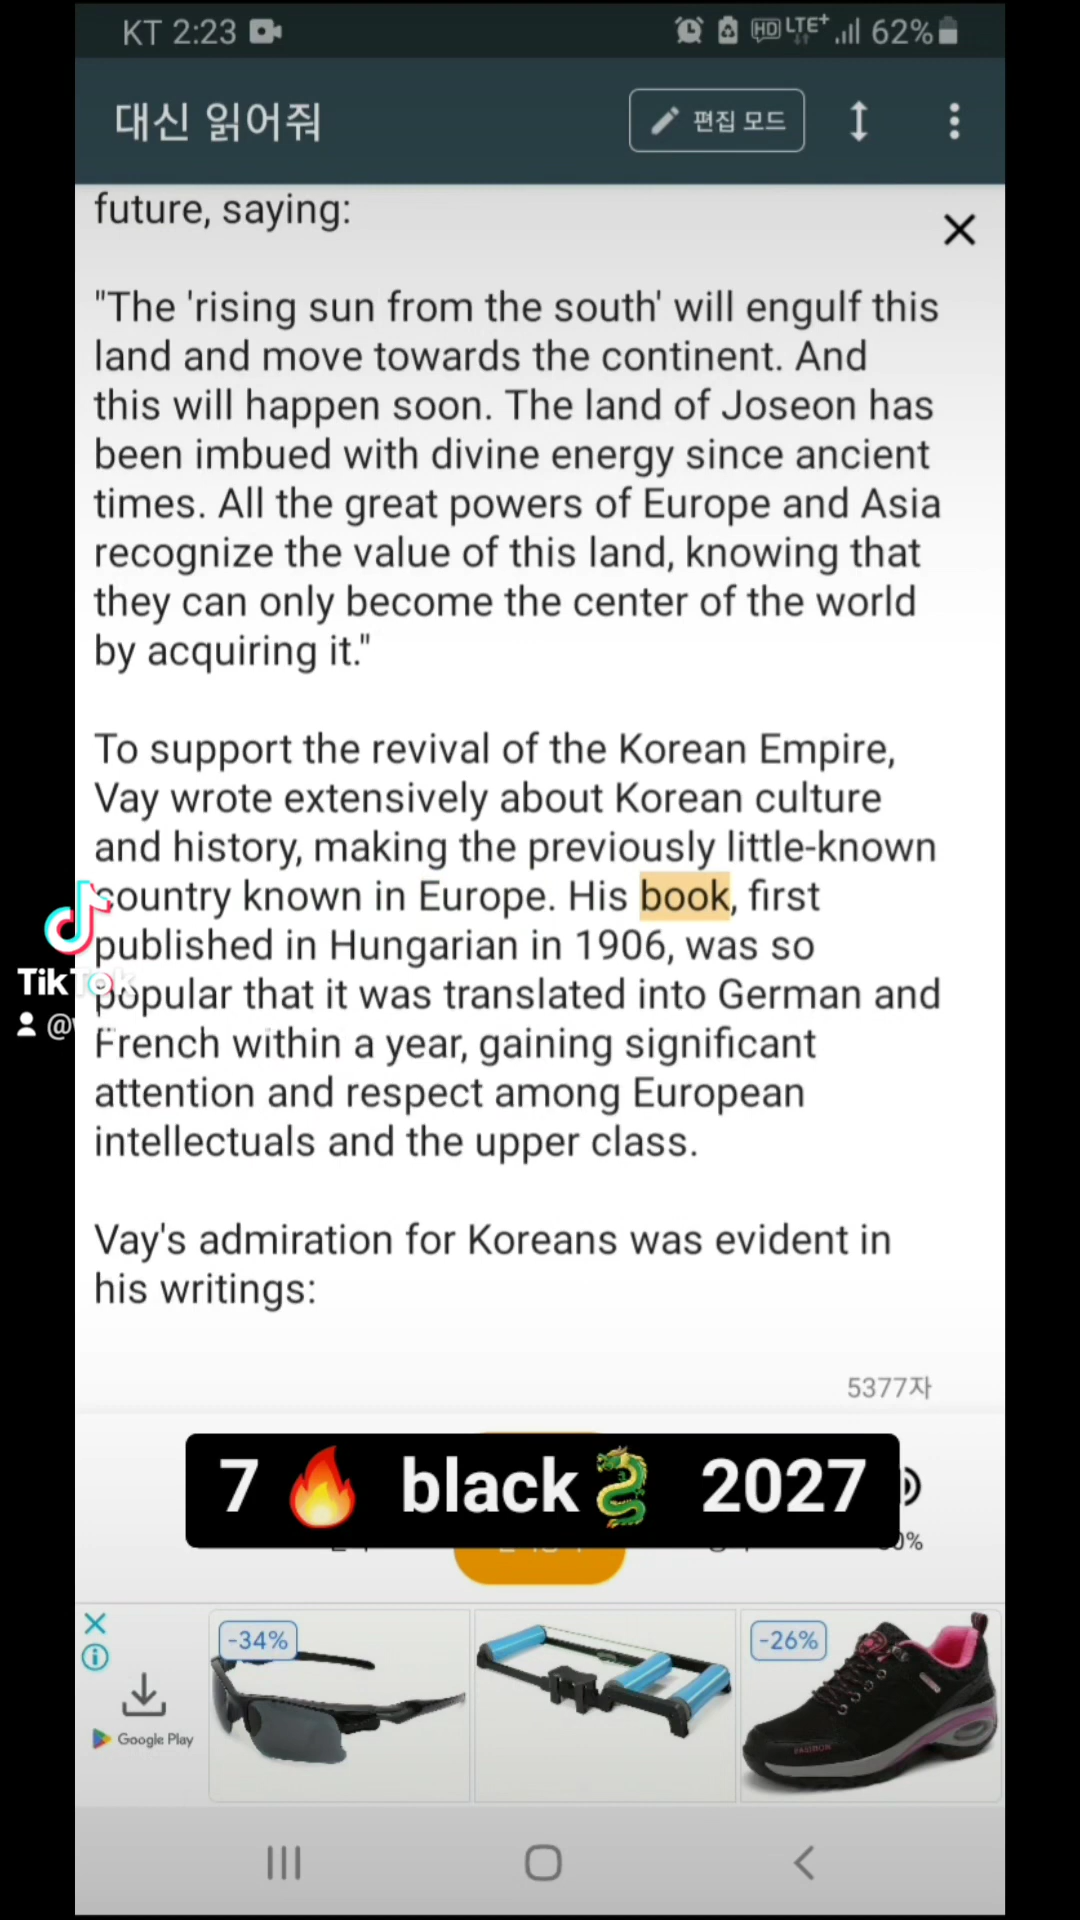 KT 2:23 HD LTE+ 62%
대신 읽어줘 편집 모드
future, saying:
"The 'rising sun from the south' will engulf this
land and move towards the continent. And
this will happen soon. The land of Joseon has
been imbued with divine energy since ancient
times. All the great powers of Europe and Asia
recognize the value of this land, knowing that
they can only become the center of the world
by acquiring it."
To support the revival of the Korean Empire,
Vay wrote extensively about Korean culture
and history, making the previously little-known
country known in Europe. His book, first
published in Hungarian in 1906, was so
TikTok
popular that it was translated into German and
@
French within a year, gaining significant
attention and respect among European
intellectuals and the upper class.
Vay's admiration for Koreans was evident in
his writings:
5377자
7 🔥 black🐉 2027
0%
-34% -26%
Google Play